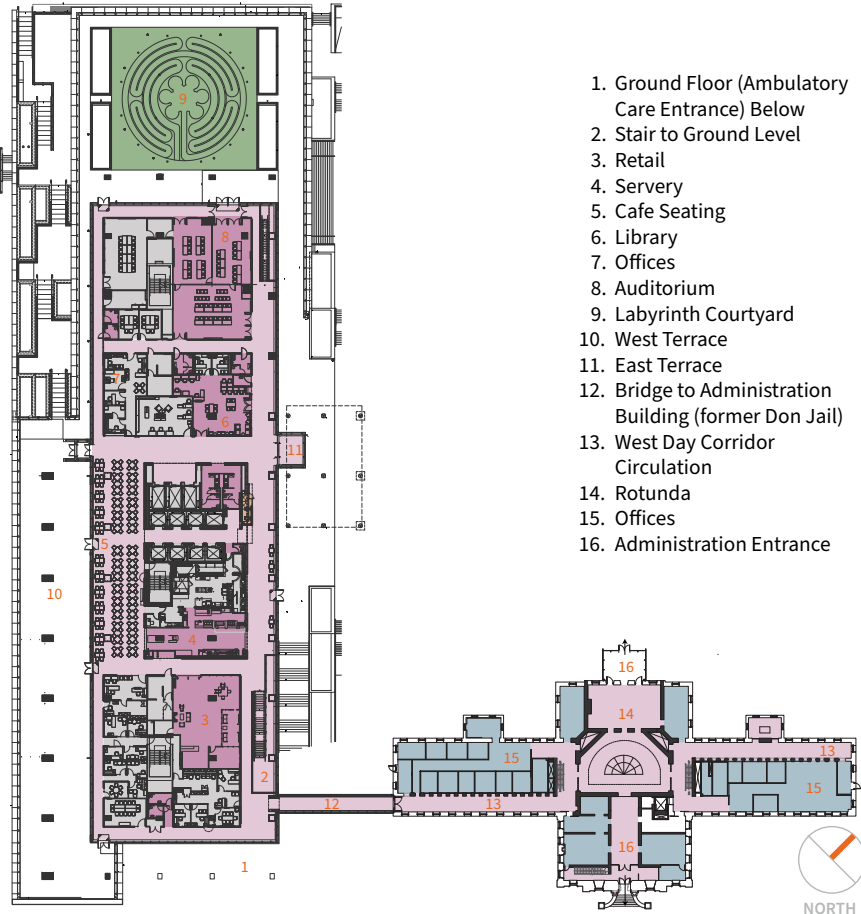 1. Ground Floor (Ambulatory
Care Entrance) Below
2. Stair to Ground Level
3. Retail
4. Servery
5. Cafe Seating
6. Library
7. Offices
8. Auditorium
9. Labyrinth Courtyard
10. West Terrace
11. East Terrace
12. Bridge to Administration
Building (former Don Jail)
13. West Day Corridor
Circulation
14. Rotunda
15. Offices
16. Administration Entrance
9
8
7
6
11
5
10
4
3
2
12
1
16
14
13
15
13
15
16
NORTH